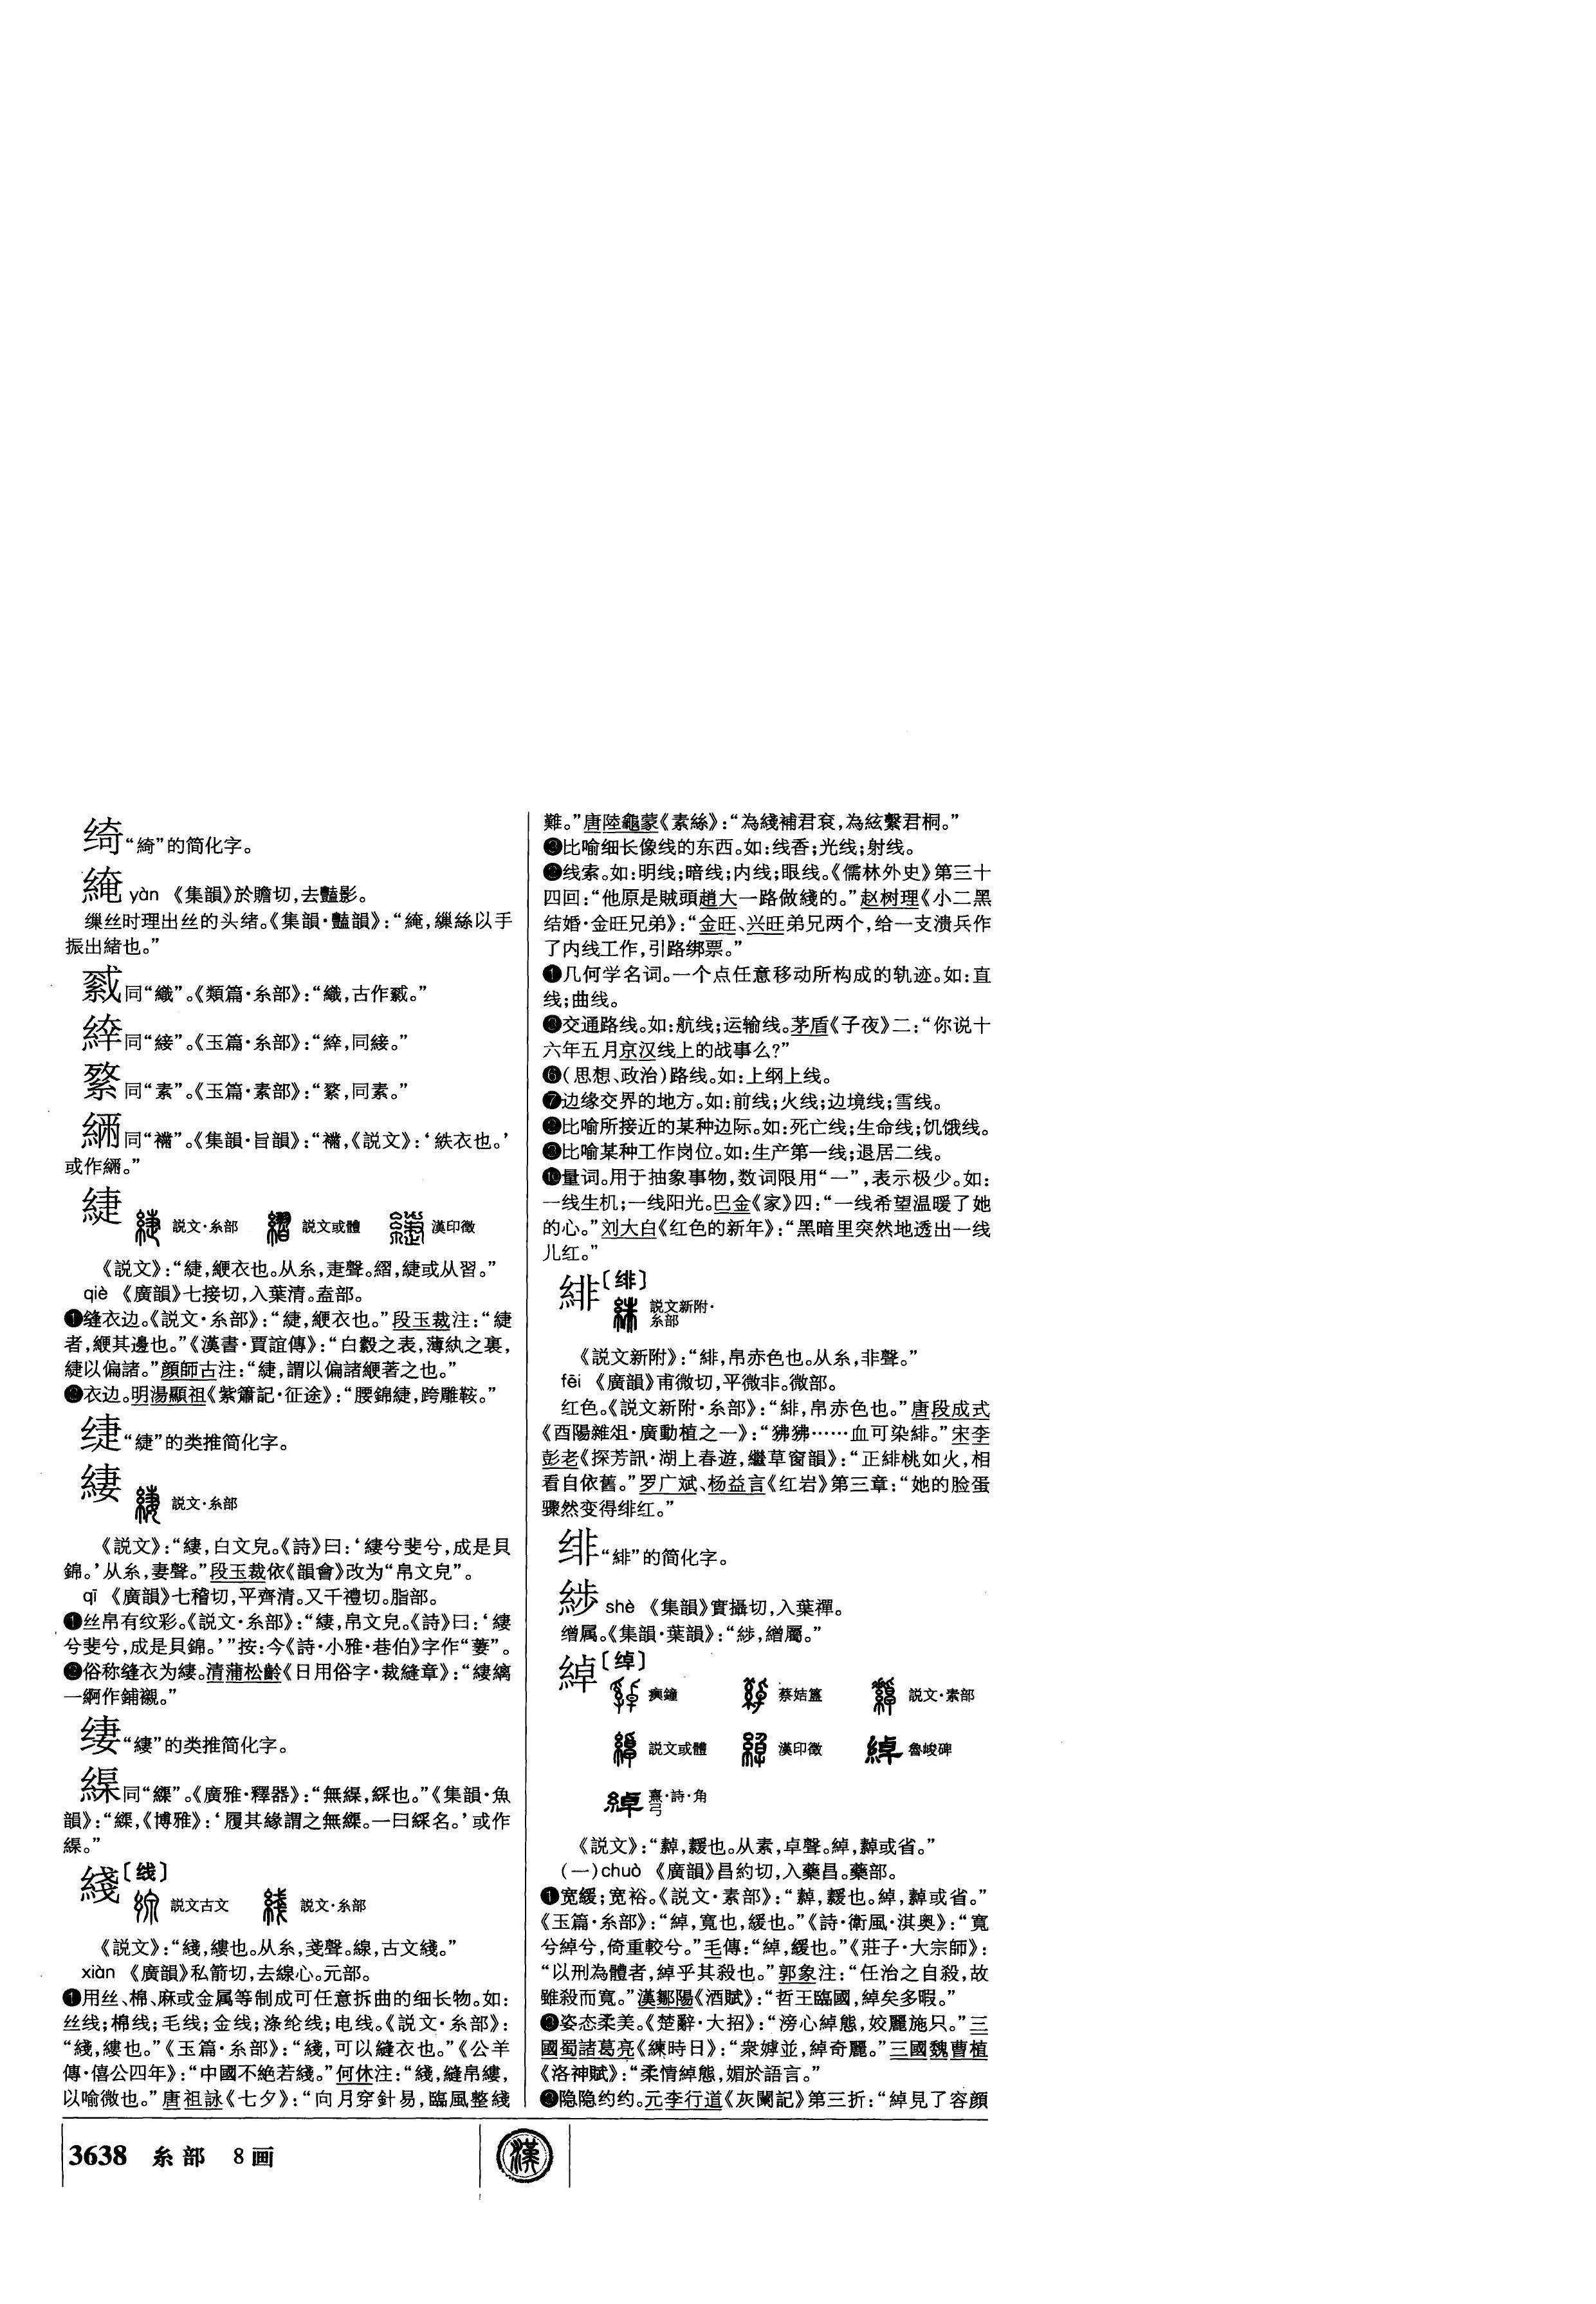 绮“綺”的简化字。
䌪 yàn 《集韻》於贍切,去豔影。
缫丝时理出丝的头绪。《集韻·豔韻》:“䌪,繅絲以手
振出緒也。”
同“織”。《類篇·糸部》:“織,古作
同“緌”。《玉篇·糸部》:“綷,同緌。”
同“素”。《玉篇·素部》:“,同素。”
同“襧”。《集韻·旨韻》:“襧,《説文》:‘紩衣也。’
或作
緁 説文·糸部 説文或體 漢印徵
《説文》:“緁,緶衣也。从糸,疌聲。䌌,緁或从習。”
qiè 《廣韻》七接切,入葉清。盍部。
❶缝衣边。《説文·糸部》:“緁,緶衣也。”段玉裁注:“緁
者,緶其邊也。”《漢書·賈誼傳》:“白縠之表,薄紈之裏,
緁以偏諸。”顔師古注:“緁,謂以偏諸緶著之也。”
❷衣边。明湯顯祖《紫簫記·征途》:“腰錦緁,跨雕鞍。”
“緁”的类推简化字。
緀 説文·糸部
《説文》:“緀,白文皃。《詩》曰:‘緀兮斐兮,成是貝
錦。’从糸,妻聲。”段玉裁依《韻會》改为“帛文皃”。
qī 《廣韻》七稽切,平齊清。又千禮切。脂部。
❶丝帛有纹彩。《説文·糸部》:“緀,帛文皃。《詩》曰:‘緀
兮斐兮,成是貝錦。’”按:今《詩·小雅·巷伯》字作“萋”。
❷俗称缝衣为緀。清蒲松齡《日用俗字·裁縫章》:“緀縭
一緺作鋪襯。”
“緀”的类推简化字。
同“䌛”。《廣雅·釋器》:“無,綵也。”《集韻·魚
韻》:“,《博雅》:‘履其緣謂之無。一曰綵名。’或作
綫〔线〕
説文古文 説文·糸部
《説文》:“綫,縷也。从糸,戔聲。線,古文綫。”
xiàn 《廣韻》私箭切,去線心。元部。
❶用丝、棉、麻或金属等制成可任意拆曲的细长物。如:
丝线;棉线;毛线;金线;涤纶线;电线。《説文·糸部》:
“綫,縷也。”《玉篇·糸部》:“綫,可以縫衣也。”《公羊
傳·僖公四年》:“中國不絶若綫。”何休注:“綫,縫帛縷,
以喻微也。”唐祖詠《七夕》:“向月穿針易,臨風整綫
難。”唐陸龜蒙《素絲》:“為綫補君衮,為絃繫君桐。”
❷比喻细长像线的东西。如:线香;光线;射线。
❸线索。如:明线;暗线;内线;眼线。《儒林外史》第三十
四回:“他原是賊頭趙大一路做綫的。”赵树理《小二黑
结婚·金旺兄弟》:“金旺、兴旺弟兄两个,给一支溃兵作
了内线工作,引路绑票。”
❹几何学名词。一个点任意移动所构成的轨迹。如:直
线;曲线。
❺交通路线。如:航线;运输线。茅盾《子夜》二:“你说十
六年五月京汉线上的战事么?”
❻(思想、政治)路线。如:上纲上线。
❼边缘交界的地方。如:前线;火线;边境线;雪线。
❽比喻所接近的某种边际。如:死亡线;生命线;饥饿线。
❾比喻某种工作岗位。如:生产第一线;退居二线。
❿量词。用于抽象事物,数词限用“一”,表示极少。如:
一线生机;一线阳光。巴金《家》四:“一线希望温暖了她
的心。”刘大白《红色的新年》:“黑暗里突然地透出一线
儿红。”
緋〔绯〕
説文新附·
糸部
《説文新附》:“緋,帛赤色也。从糸,非聲。”
fēi 《廣韻》甫微切,平微非。微部。
红色。《説文新附·糸部》:“緋,帛赤色也。”唐段成式
《酉陽雜俎·廣動植之一》:“狒狒……血可染緋。”宋李
彭老《探芳訊·湖上春遊,繼草窗韻》:“正緋桃如火,相
看自依舊。”罗广斌、杨益言《红岩》第三章:“她的脸蛋
骤然变得绯红。”
绯“緋”的简化字。
shè 《集韻》實攝切,入葉禪。
缯属。《集韻·葉韻》:“,繒屬。”
綽〔绰〕
㾓鐘 蔡姞簋 説文·素部
説文或體 漢印徵 魯峻碑
熹·詩·角
弓
《説文》:“繛,䋫也。从素,卓聲。綽,繛或省。”
(一)chuò 《廣韻》昌約切,入藥昌。藥部。
❶宽缓;宽裕。《説文·素部》:“繛,䋫也。綽,繛或省。”
《玉篇·糸部》:“綽,寬也,緩也。”《詩·衛風·淇奥》:“寬
兮綽兮,倚重較兮。”毛傳:“綽,緩也。”《莊子·大宗師》:
“以刑為體者,綽乎其殺也。”郭象注:“任治之自殺,故
雖殺而寬。”漢鄒陽《酒賦》:“哲王臨國,綽矣多暇。”
❷姿态柔美。《楚辭·大招》:“滂心綽態,姣麗施只。”三
國蜀諸葛亮《練時日》:“衆嫭並,綽奇麗。”三國魏曹植
《洛神賦》:“柔情綽態,媚於語言。”
❸隐隐约约。元李行道《灰闌記》第三折:“綽見了容顔
3638 糸部 8画
漢